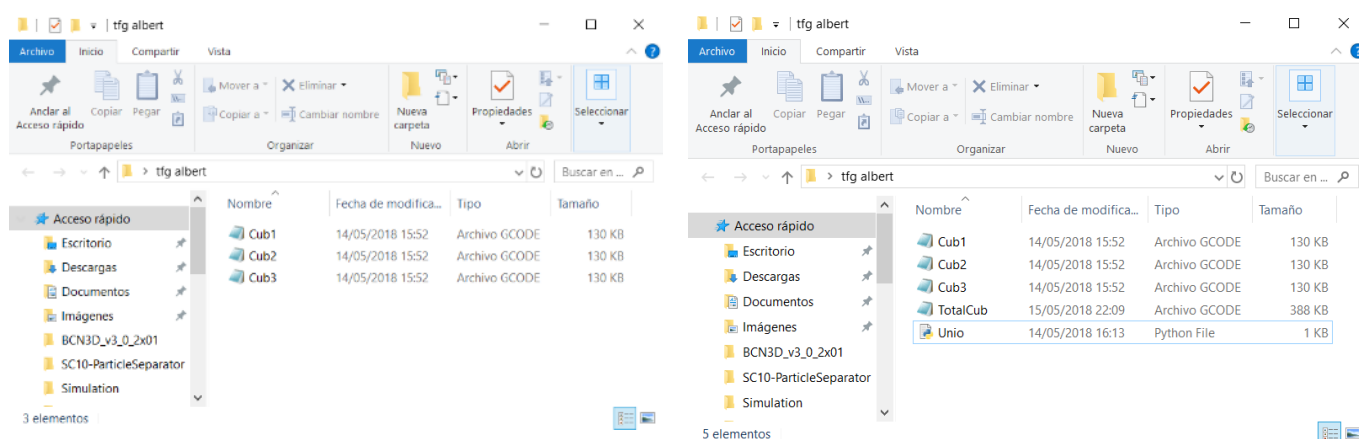 tfg albert
Archivo Inicio Compartir Vista
Mover a Eliminar
Copiar a Cambiar nombre
Andar al Acceso rápido
Copiar
Pegar
Nueva carpeta
Propiedades
Seleccionar
Portapapeles Organizar Nuevo Abrir
> tfg albert
Buscar en ...
Nombre Fecha de modifica... Tipo Tamaño
Acceso rápido
Escritorio
Descargas
Documentos
Imágenes
BCN3D_v3_0_2x01
SC10-ParticleSeparator
Simulation
Cub1 14/05/2018 15:52 Archivo GCODE 130 KB
Cub2 14/05/2018 15:52 Archivo GCODE 130 KB
Cub3 14/05/2018 15:52 Archivo GCODE 130 KB
3 elementos
tfg albert
Archivo Inicio Compartir Vista
Mover a Eliminar
Copiar a Cambiar nombre
Andar al Acceso rápido
Copiar
Pegar
Nueva carpeta
Propiedades
Seleccionar
Portapapeles Organizar Nuevo Abrir
> tfg albert
Buscar en ...
Nombre Fecha de modifica... Tipo Tamaño
Acceso rápido
Escritorio
Descargas
Documentos
Imágenes
BCN3D_v3_0_2x01
SC10-ParticleSeparator
Simulation
Cub1 14/05/2018 15:52 Archivo GCODE 130 KB
Cub2 14/05/2018 15:52 Archivo GCODE 130 KB
Cub3 14/05/2018 15:52 Archivo GCODE 130 KB
TotalCub 15/05/2018 22:09 Archivo GCODE 388 KB
Unio 14/05/2018 16:13 Python File 1 KB
5 elementos